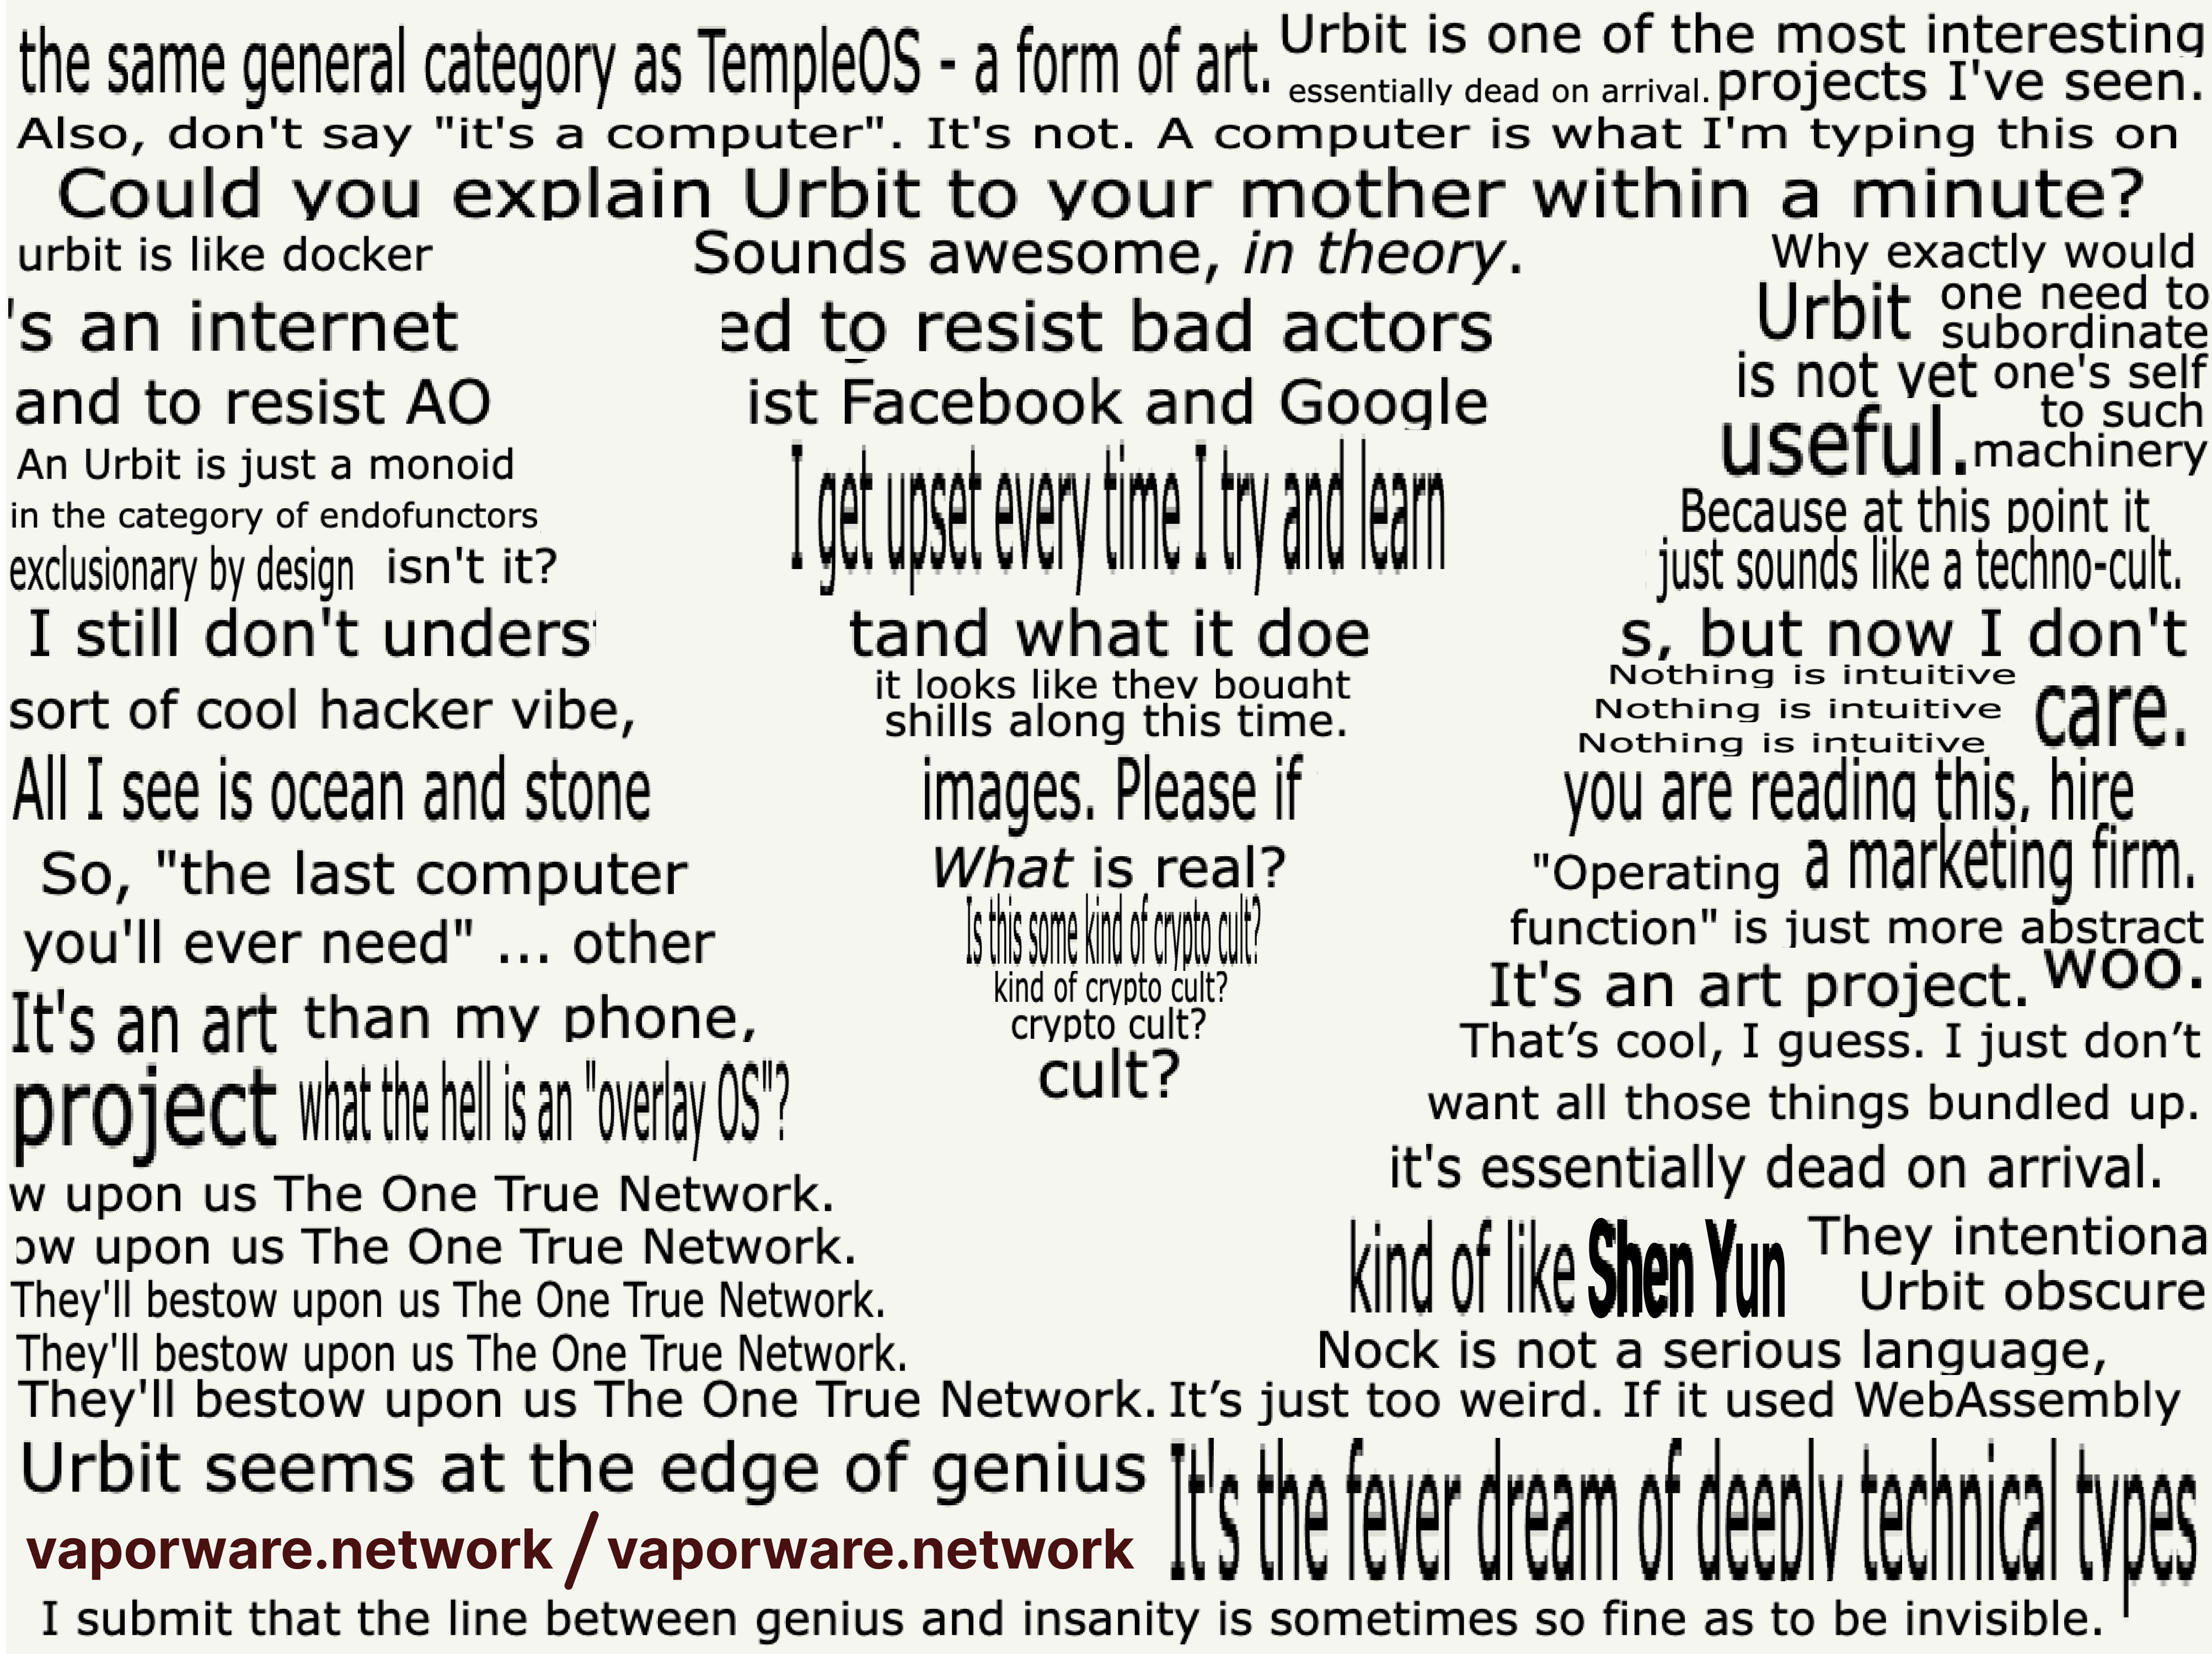 the same general category as TempleOS - a form of art. Urbit is one of the most interesting
essentially dead on arrival. projects I've seen.
Also, don't say "it's a computer". It's not. A computer is what I'm typing this on
Could you explain Urbit to your mother within a minute?
urbit is like docker Sounds awesome, in theory. Why exactly would
's an internet ed to resist bad actors Urbit one need to
subordinate
and to resist AO ist Facebook and Google is not yet one's self
to such
useful. machinery
An Urbit is just a monoid
in the category of endofunctors I get upset every time I try and learn Because at this point it
exclusionary by design isn't it? just sounds like a techno-cult.
I still don't unders tand what it doe s, but now I don't
it looks like they bought Nothing is intuitive
sort of cool hacker vibe, shills along this time. Nothing is intuitive care.
Nothing is intuitive
All I see is ocean and stone images. Please if you are reading this, hire
So, "the last computer What is real? "Operating a marketing firm.
you'll ever need" ... other Is this some kind of crypto cult? function" is just more abstract
kind of crypto cult? It's an art project. woo.
It's an art than my phone, crypto cult? That’s cool, I guess. I just don’t
project what the hell is an "overlay OS"? cult? want all those things bundled up.
w upon us The One True Network. it's essentially dead on arrival.
ow upon us The One True Network. kind of like Shen Yun They intentiona
They'll bestow upon us The One True Network. Urbit obscure
They'll bestow upon us The One True Network. Nock is not a serious language,
They'll bestow upon us The One True Network. It’s just too weird. If it used WebAssembly
Urbit seems at the edge of genius It's the fever dream of deeply technical types
vaporware.network / vaporware.network
I submit that the line between genius and insanity is sometimes so fine as to be invisible.